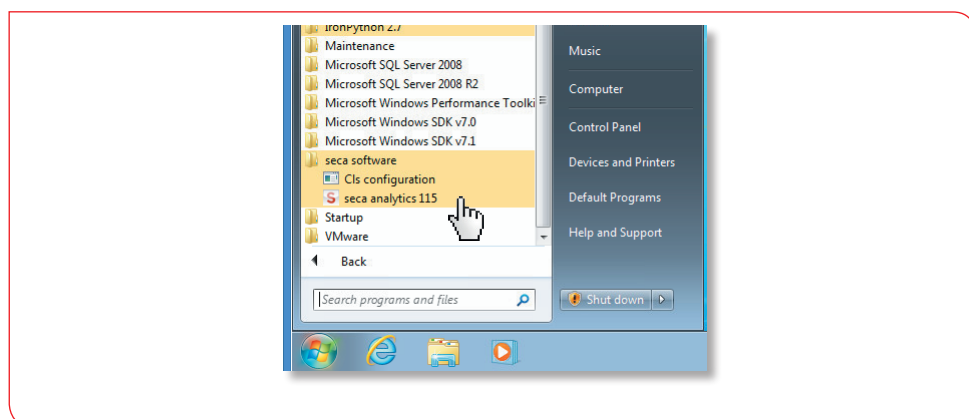 IronPython 2.7
Maintenance
Microsoft SQL Server 2008
Microsoft SQL Server 2008 R2
Microsoft Windows Performance Toolki
Microsoft Windows SDK v7.0
Microsoft Windows SDK v7.1
seca software
Cls configuration
S seca analytics 115
Startup
VMware
Back
Search programs and files
Music
Computer
Control Panel
Devices and Printers
Default Programs
Help and Support
Shut down